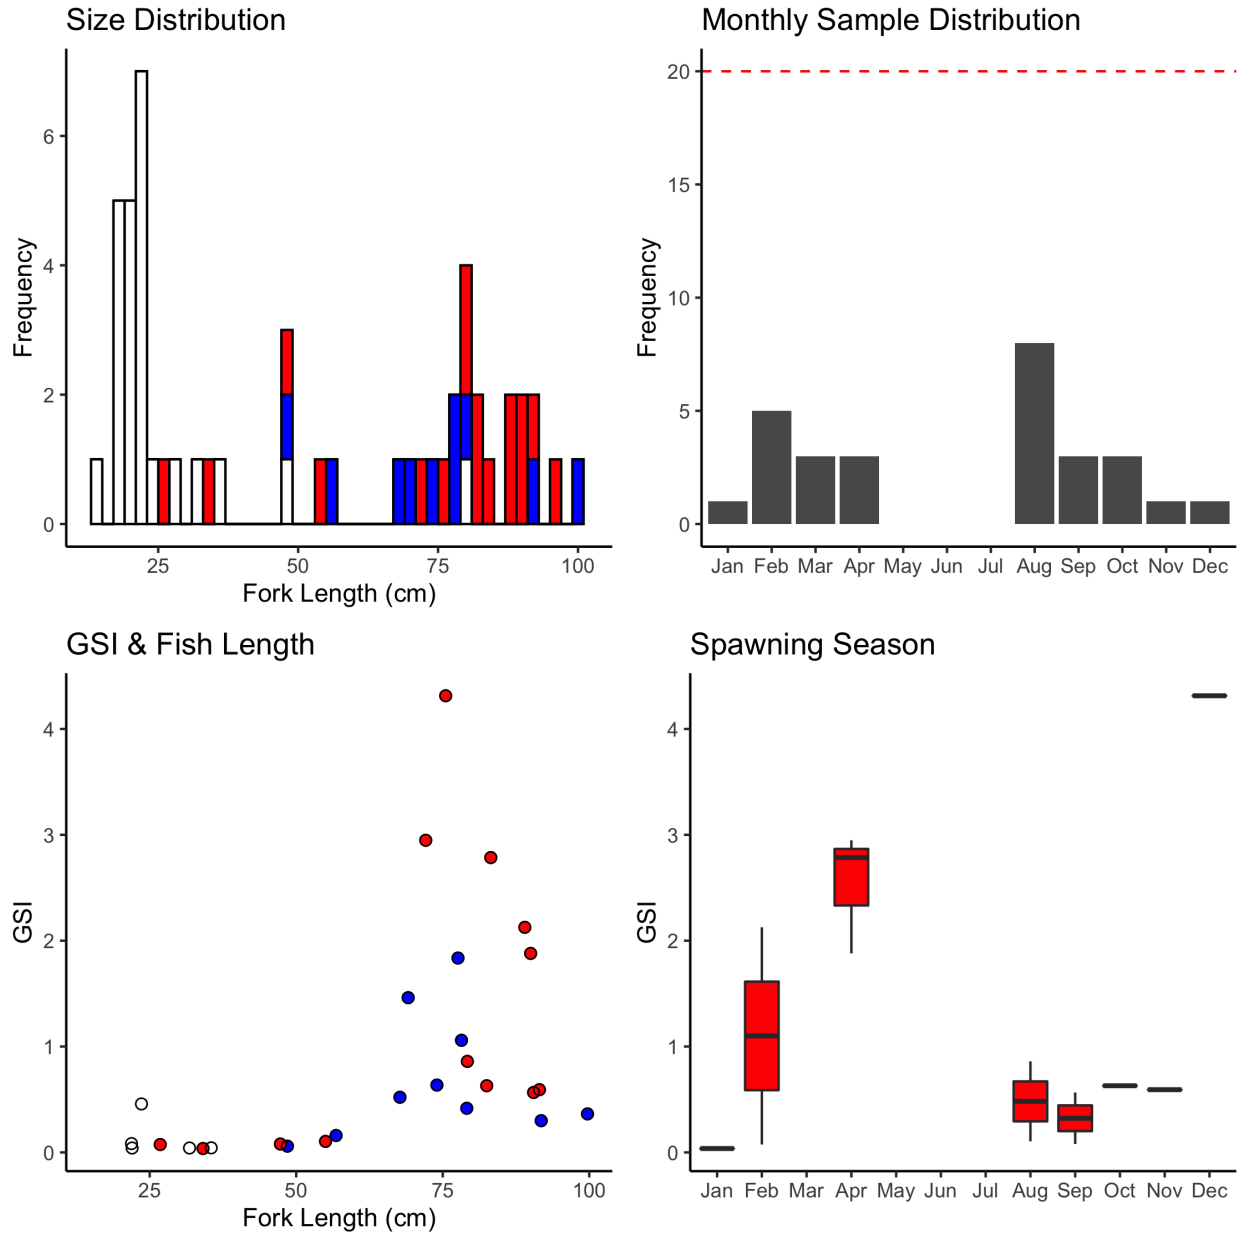 Size Distribution
Frequency
6
4
2
0
25 50 75 100
Fork Length (cm)
Monthly Sample Distribution
Frequency
20
15
10
5
0
Jan Feb Mar Apr May Jun Jul Aug Sep Oct Nov Dec
GSI & Fish Length
GSI
4
3
2
1
0
25 50 75 100
Fork Length (cm)
Spawning Season
GSI
4
3
2
1
0
Jan Feb Mar Apr May Jun Jul Aug Sep Oct Nov Dec